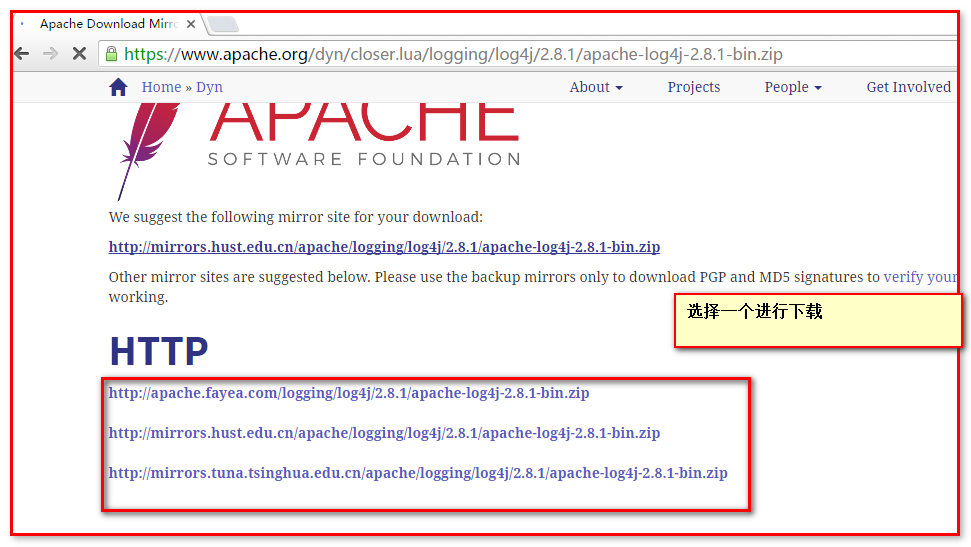 Apache Download Mirro
https://www.apache.org/dyn/closer.lua/logging/log4j/2.8.1/apache-log4j-2.8.1-bin.zip
Home » Dyn About Projects People Get Involved
APACHE
SOFTWARE FOUNDATION
We suggest the following mirror site for your download:
http://mirrors.hust.edu.cn/apache/logging/log4j/2.8.1/apache-log4j-2.8.1-bin.zip
Other mirror sites are suggested below. Please use the backup mirrors only to download PGP and MD5 signatures to verify your
working.
选择一个进行下载
HTTP
http://apache.fayea.com/logging/log4j/2.8.1/apache-log4j-2.8.1-bin.zip
http://mirrors.hust.edu.cn/apache/logging/log4j/2.8.1/apache-log4j-2.8.1-bin.zip
http://mirrors.tuna.tsinghua.edu.cn/apache/logging/log4j/2.8.1/apache-log4j-2.8.1-bin.zip